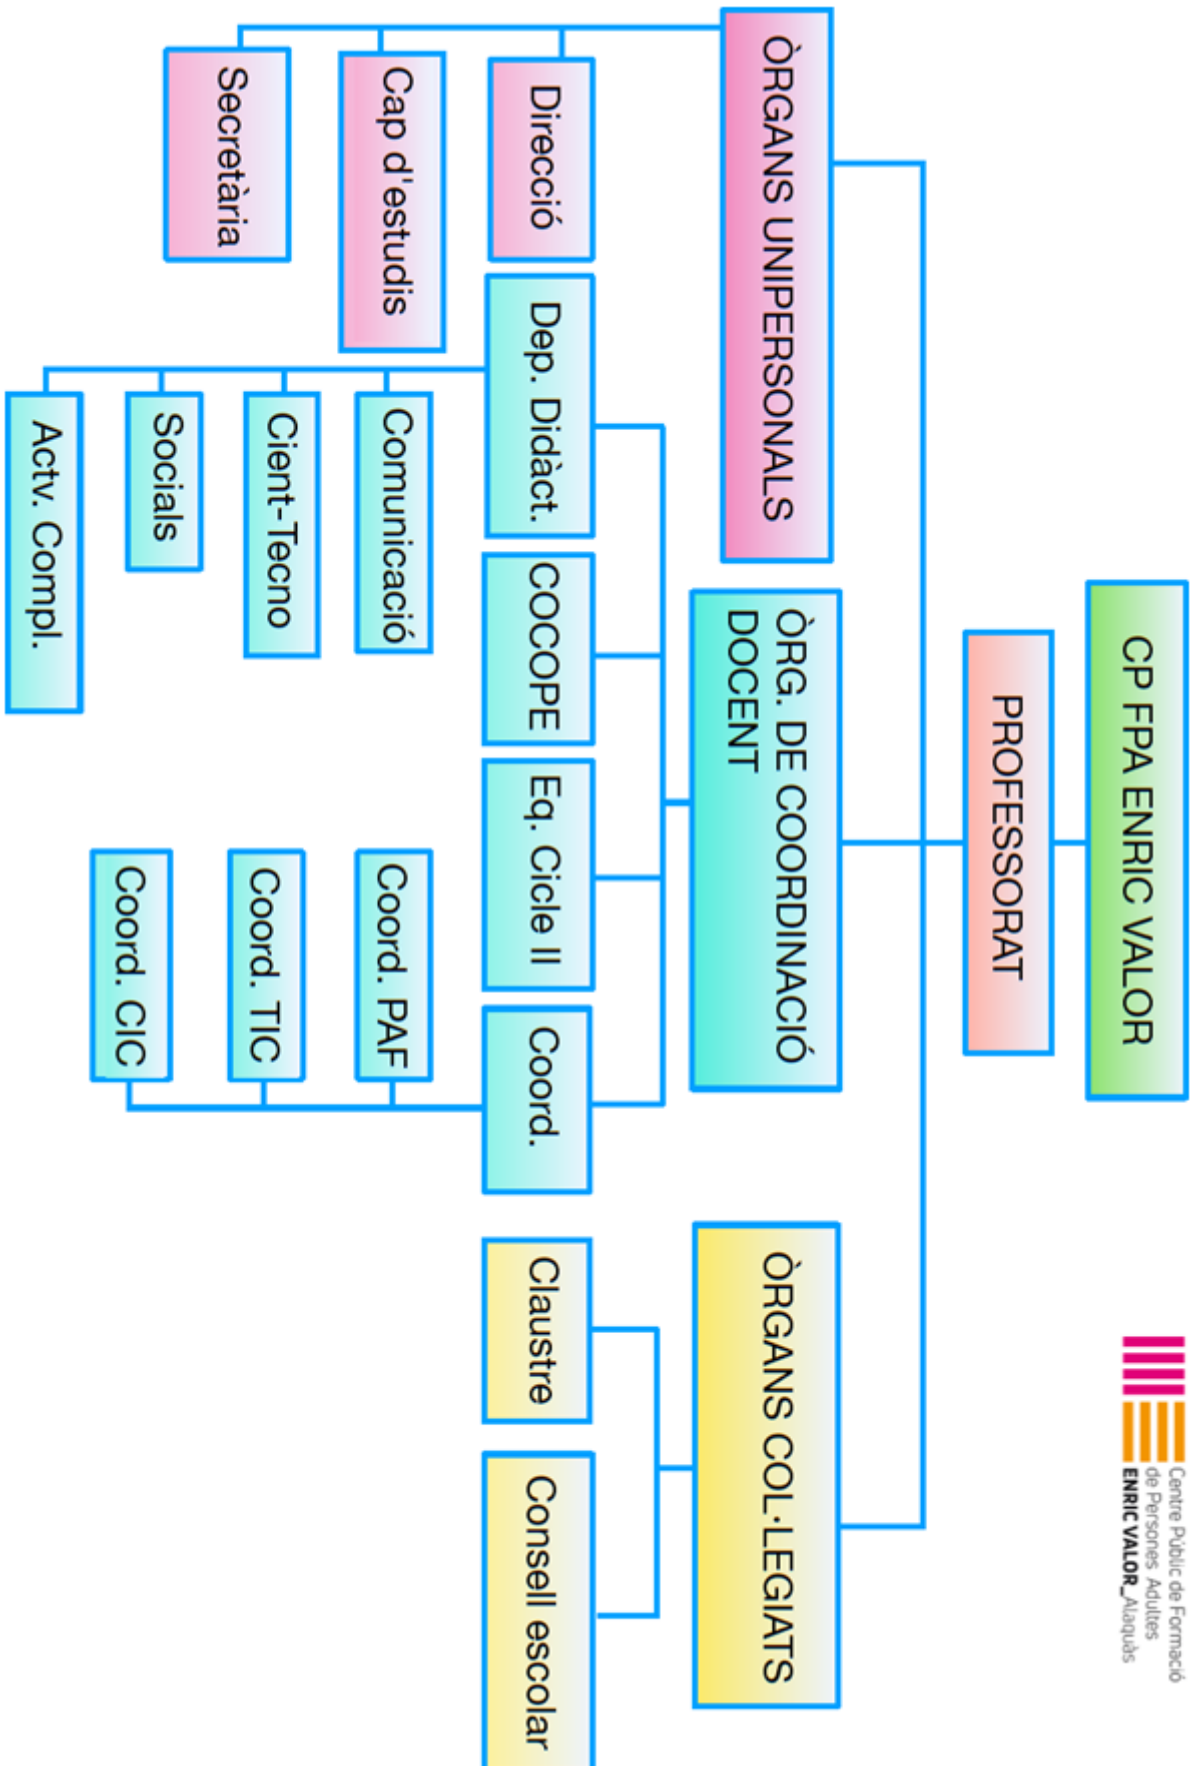 CP FPA ENRIC VALOR
Centre Públic de Formació
de Persones Adultes
ENRIC VALOR_Alaquàs
PROFESSORAT
ÒRGANS UNIPERSONALS
ÒRG. DE COORDINACIÓ
DOCENT
ÒRGANS COL·LEGIATS
Direcció
Cap d'estudis
Secretària
Dep. Didàct.
COCOPE
Eq. Cicle II
Coord.
Claustre
Consell escolar
Comunicació
Cient-Tecno
Socials
Actv. Compl.
Coord. PAF
Coord. TIC
Coord. CIC